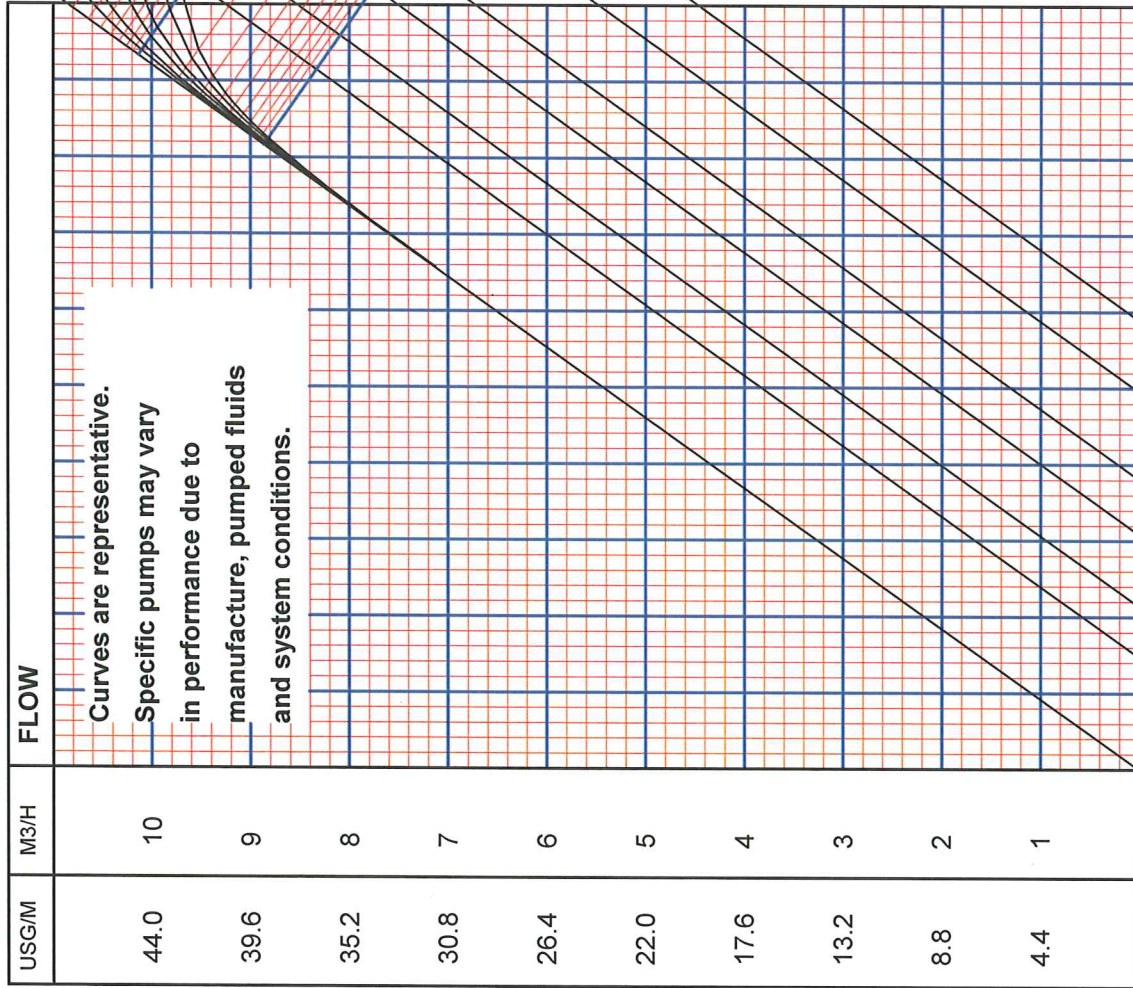 USG/M M3/H FLOW
Curves are representative.
Specific pumps may vary
in performance due to
manufacture, pumped fluids
and system conditions.
44.0 10
39.6 9
35.2 8
30.8 7
26.4 6
22.0 5
17.6 4
13.2 3
8.8 2
4.4 1